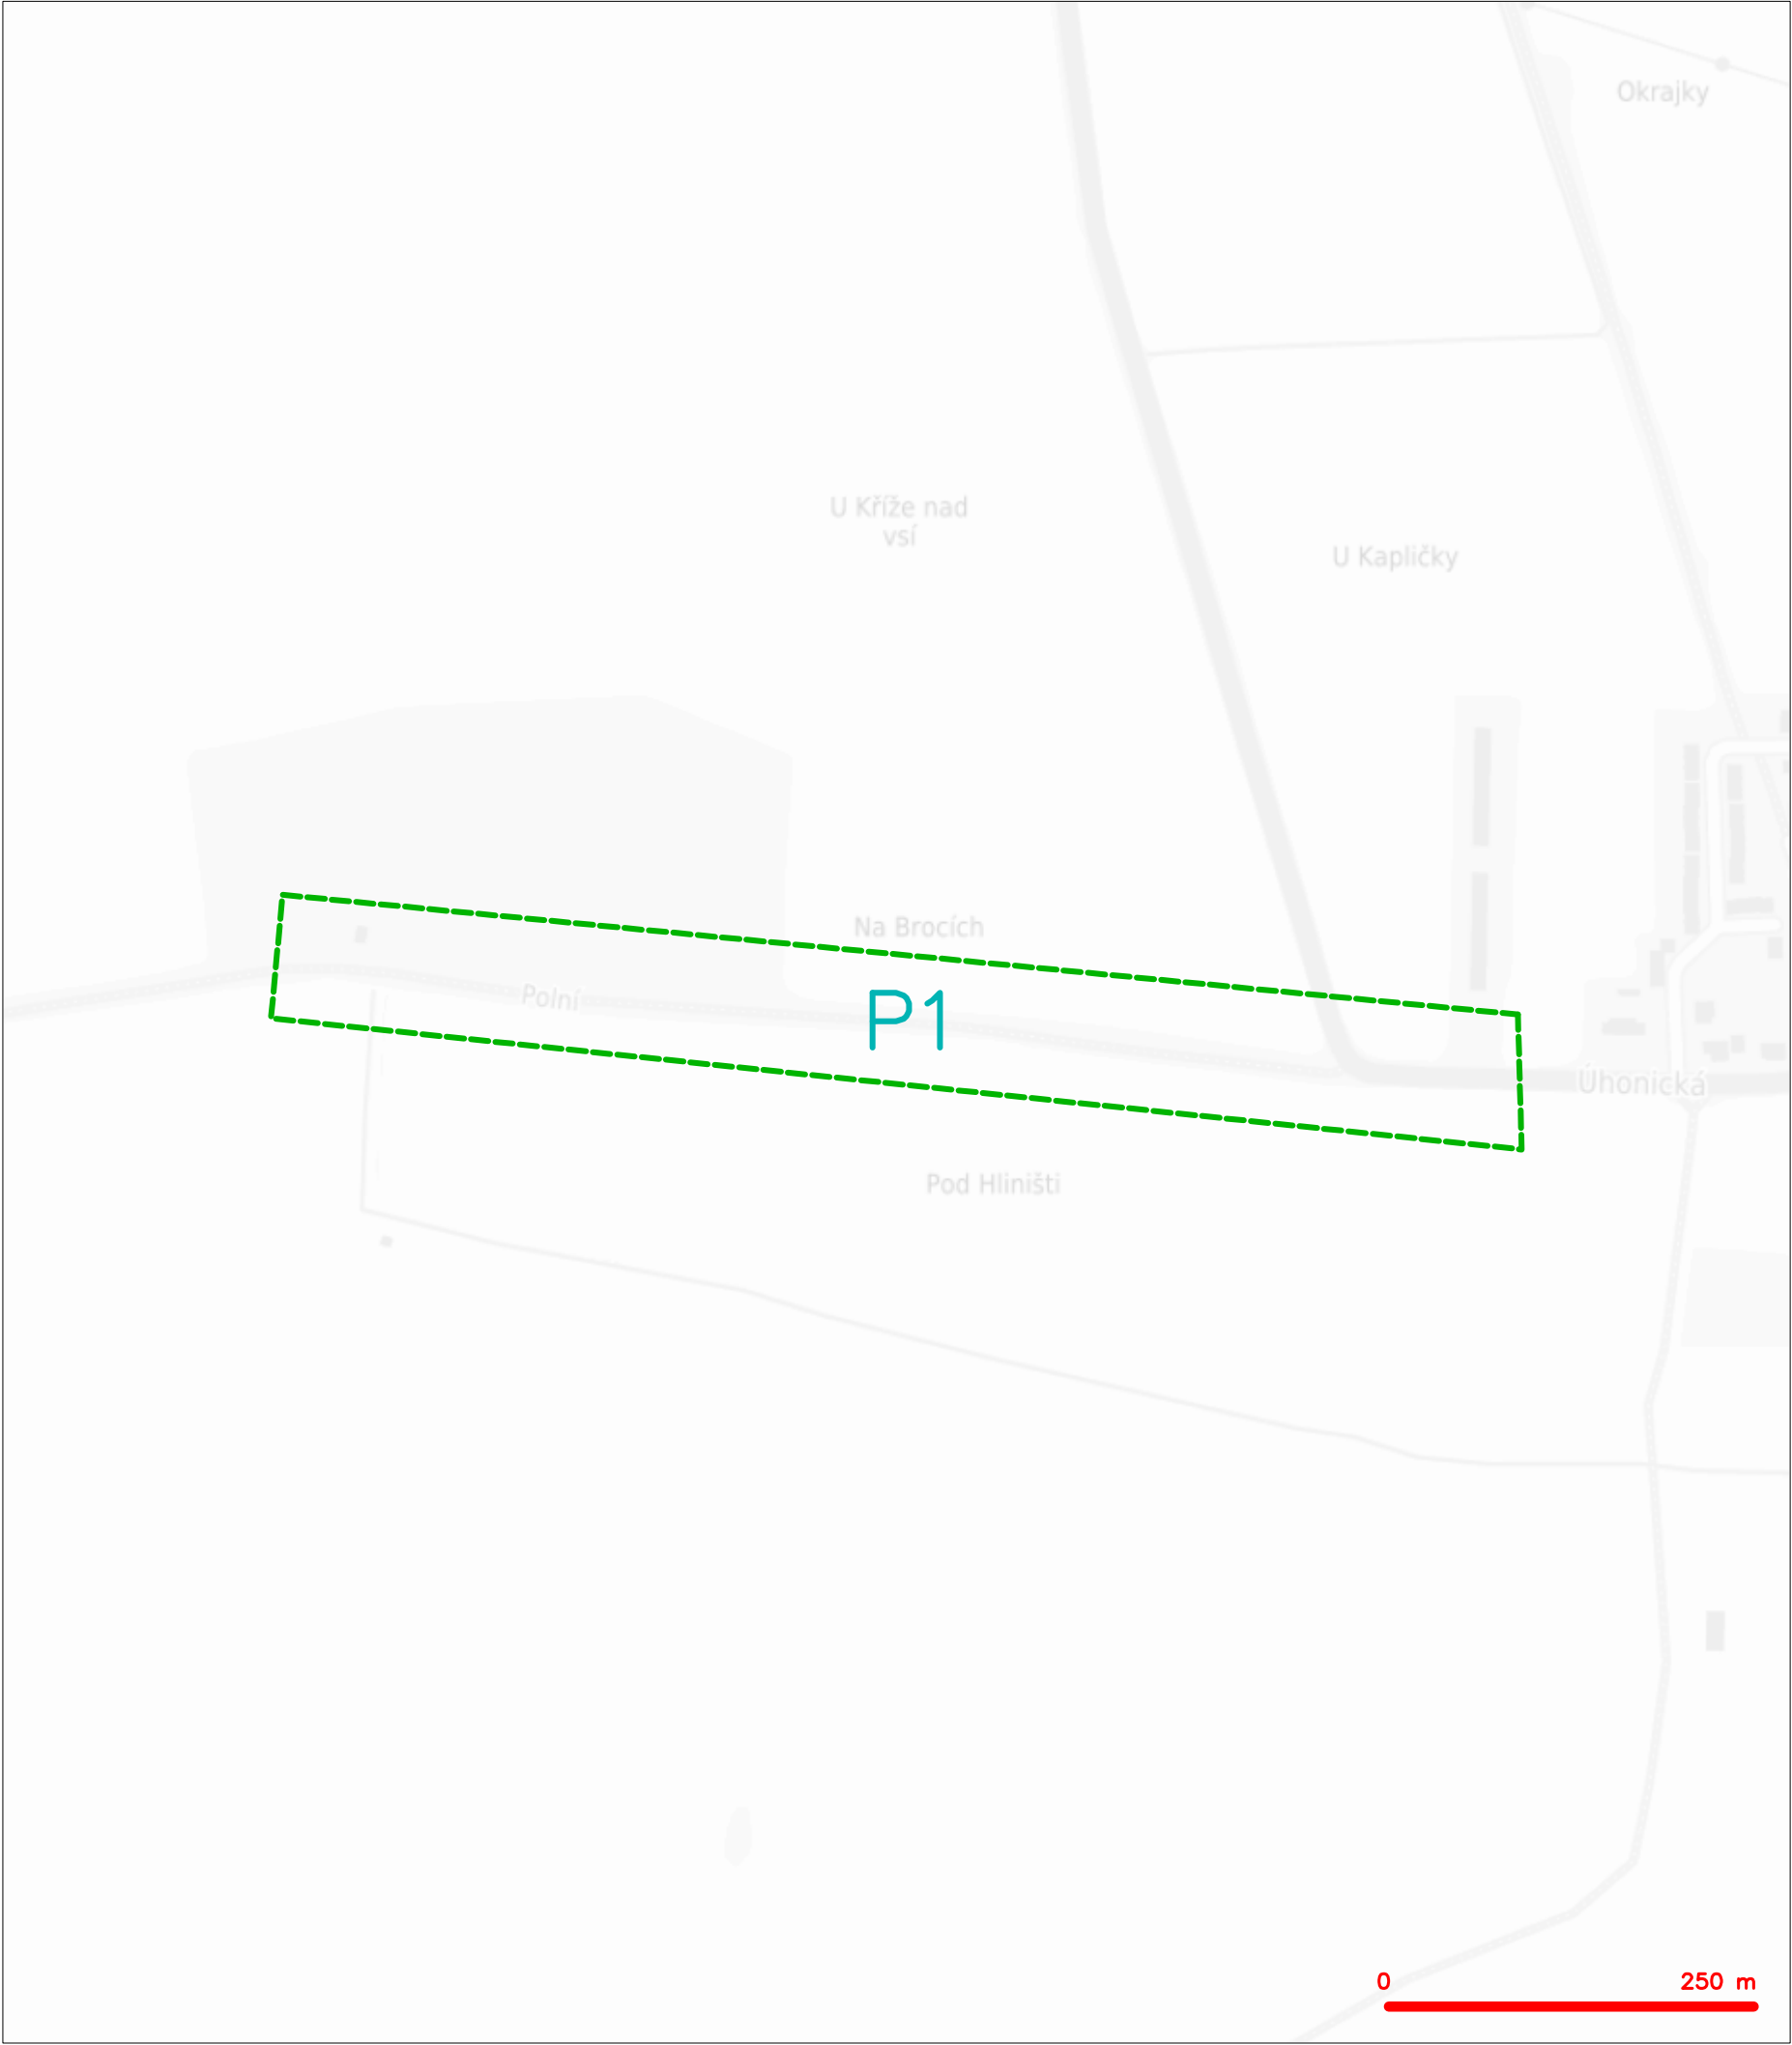 Okrajky
U Kříže nad
vsí
U Kapličky
Na Brocích
Polní
P1
Úhonická
Pod Hliništi
0 250 m